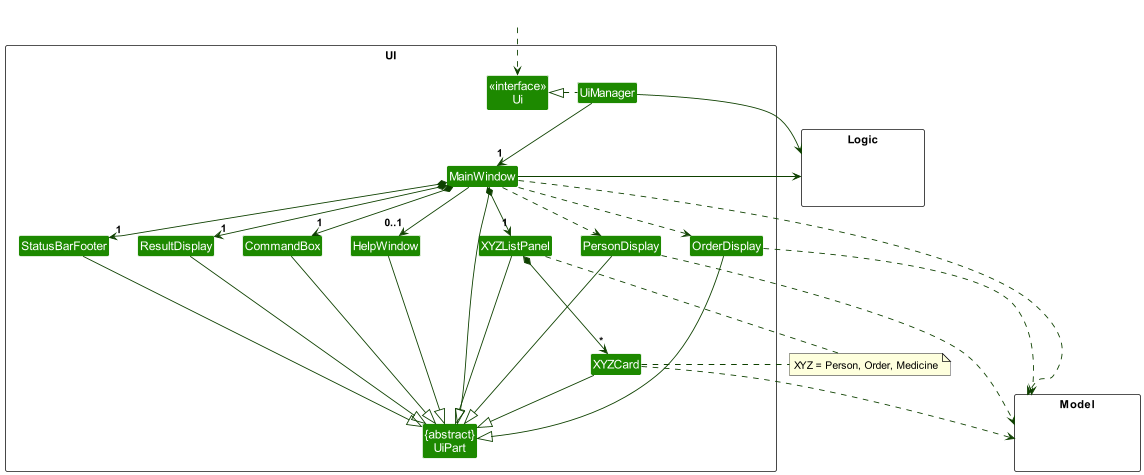 UI
«interface»
Ui
UiManager
Logic
1
MainWindow
1
1
1
0..1
1
StatusBarFooter
ResultDisplay
CommandBox
HelpWindow
XYZListPanel
PersonDisplay
OrderDisplay
*
XYZCard
XYZ = Person, Order, Medicine
Model
{abstract}
UiPart